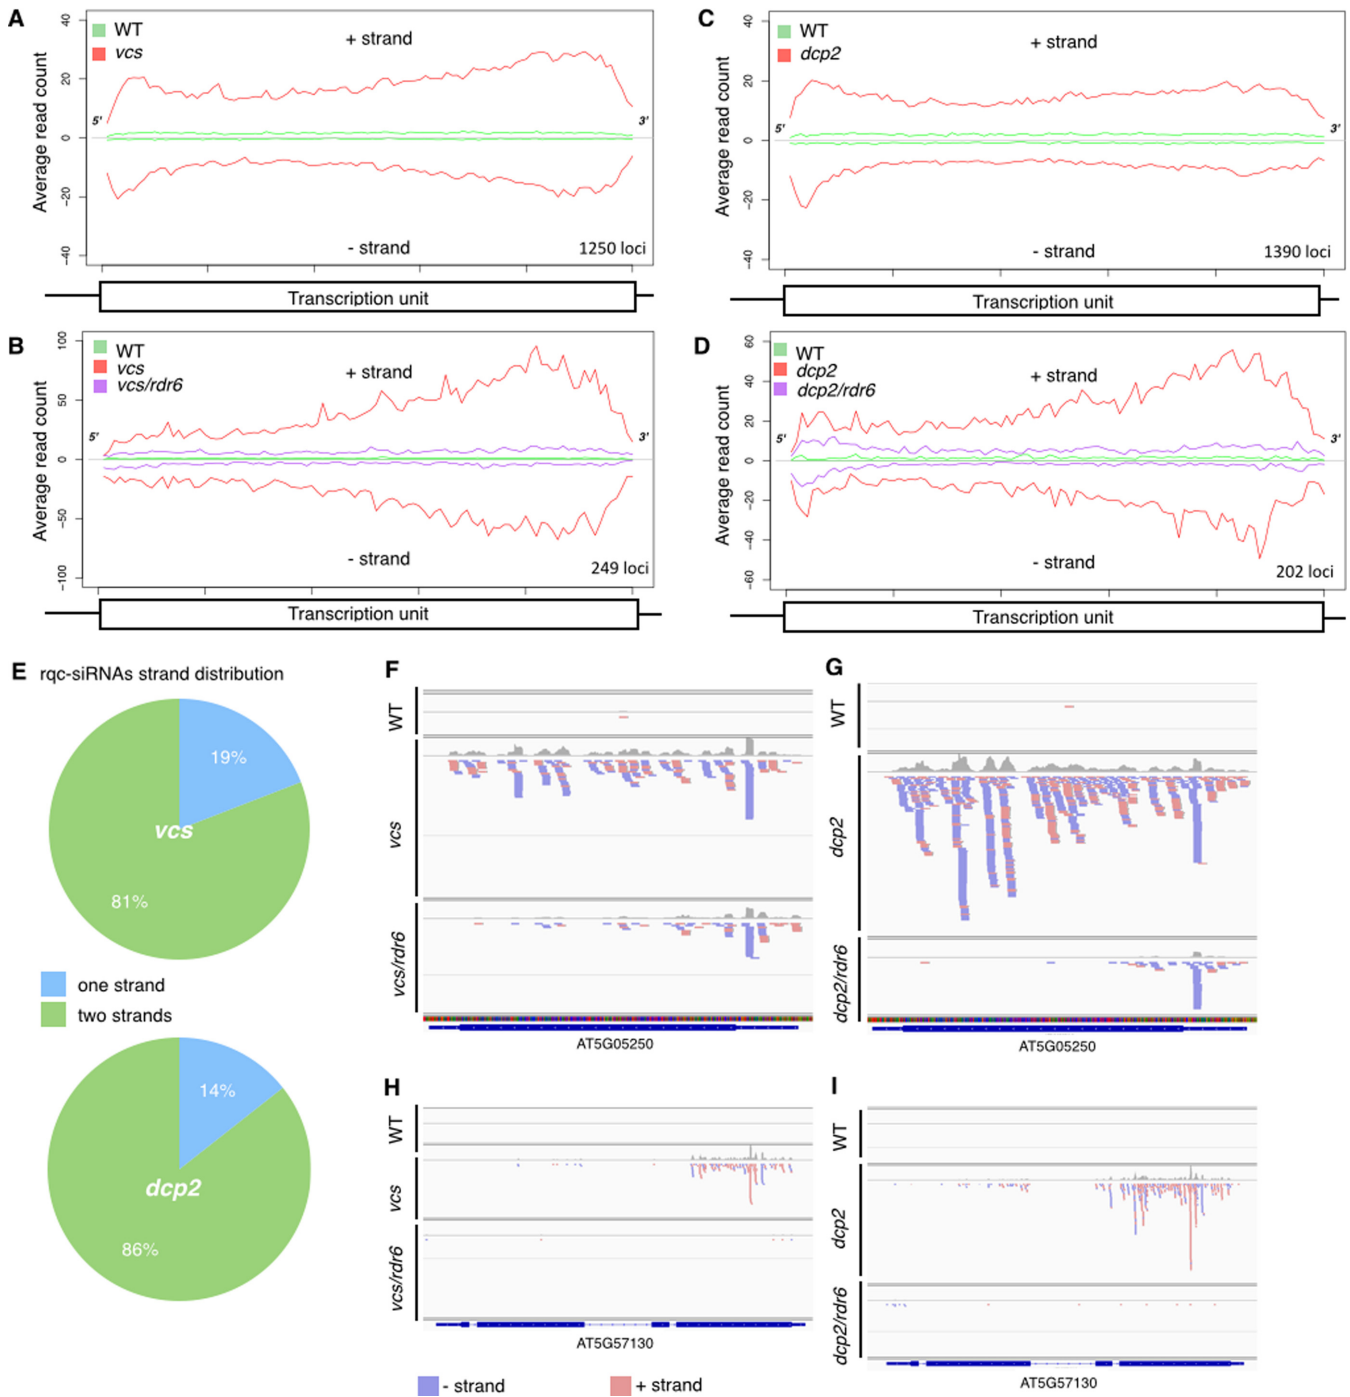 A
WT
vcs
+ strand
Average read count
40
20
0
−20
−40
5'
3'
- strand
1250 loci
Transcription unit
C
WT
dcp2
+ strand
Average read count
40
20
0
−20
−40
5'
3'
- strand
1390 loci
Transcription unit
B
WT
vcs
vcs/rdr6
+ strand
Average read count
100
50
0
−50
−100
5'
3'
- strand
249 loci
Transcription unit
D
WT
dcp2
dcp2/rdr6
+ strand
Average read count
60
40
20
0
−20
−40
−60
5'
3'
- strand
202 loci
Transcription unit
E rqc-siRNAs strand distribution
19%
vcs
81%
one strand
two strands
14%
dcp2
86%
F
WT
vcs
vcs/rdr6
AT5G05250
G
WT
dcp2
dcp2/rdr6
AT5G05250
H
WT
vcs
vcs/rdr6
AT5G57130
I
WT
dcp2
dcp2/rdr6
AT5G57130
- strand
+ strand